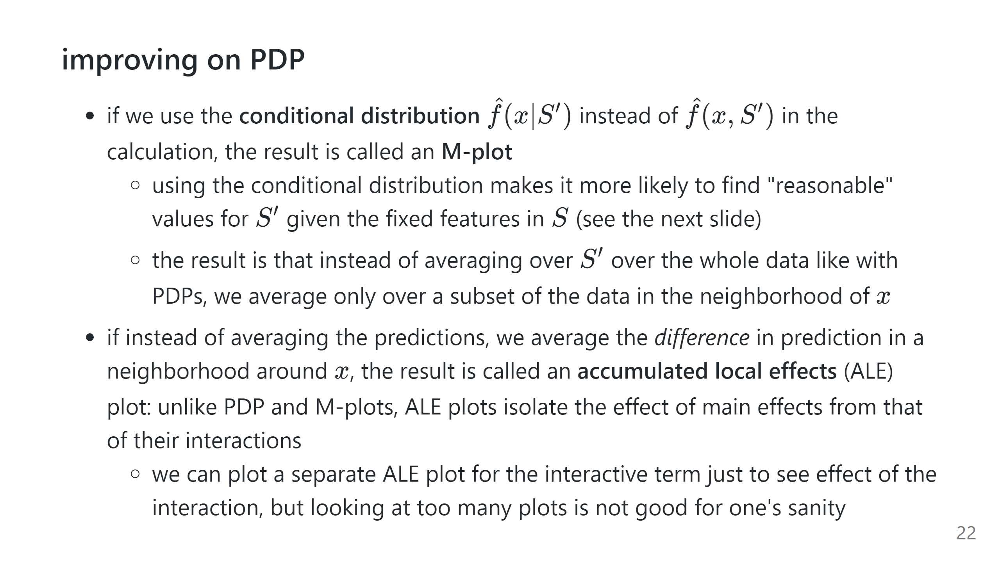 improving on PDP
• if we use the conditional distribution f̂(x|S′) instead of f̂(x, S′) in the
calculation, the result is called an M-plot
◦ using the conditional distribution makes it more likely to find "reasonable"
values for S′ given the fixed features in S (see the next slide)
◦ the result is that instead of averaging over S′ over the whole data like with
PDPs, we average only over a subset of the data in the neighborhood of x
• if instead of averaging the predictions, we average the difference in prediction in a
neighborhood around x, the result is called an accumulated local effects (ALE)
plot: unlike PDP and M-plots, ALE plots isolate the effect of main effects from that
of their interactions
◦ we can plot a separate ALE plot for the interactive term just to see effect of the
interaction, but looking at too many plots is not good for one's sanity
22